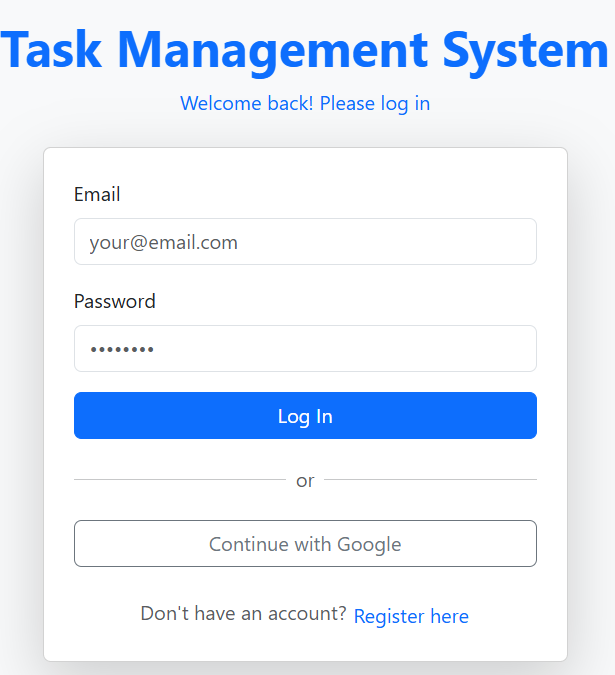 Task Management System
Welcome back! Please log in
Email
your@email.com
Password
••••••••
Log In
or
Continue with Google
Don't have an account? Register here